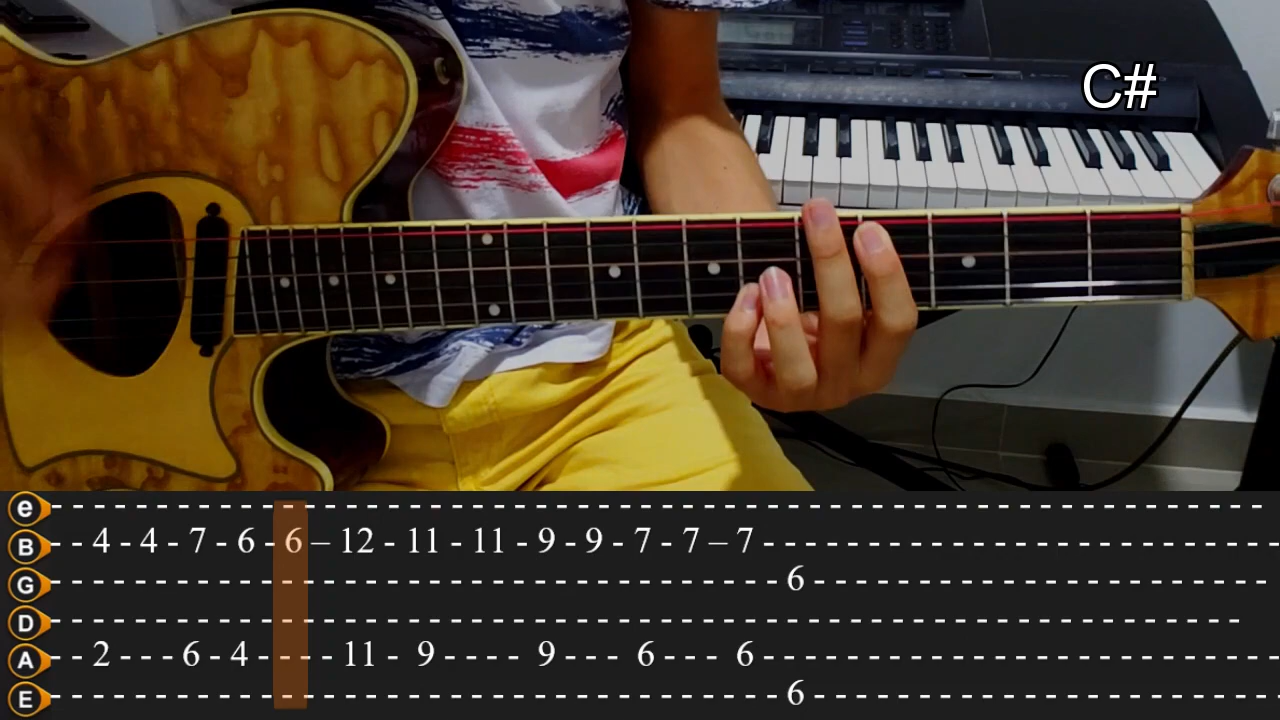 C#
e
B - - 4 - 4 - 7 - 6 - 6 – 12 - 11 - 11 - 9 - 9 - 7 - 7 – 7
G 6
D
A - - 2 - - - 6 - 4 - - - - 11 - 9 - - - - 9 - - - 6 - - - 6
E 6